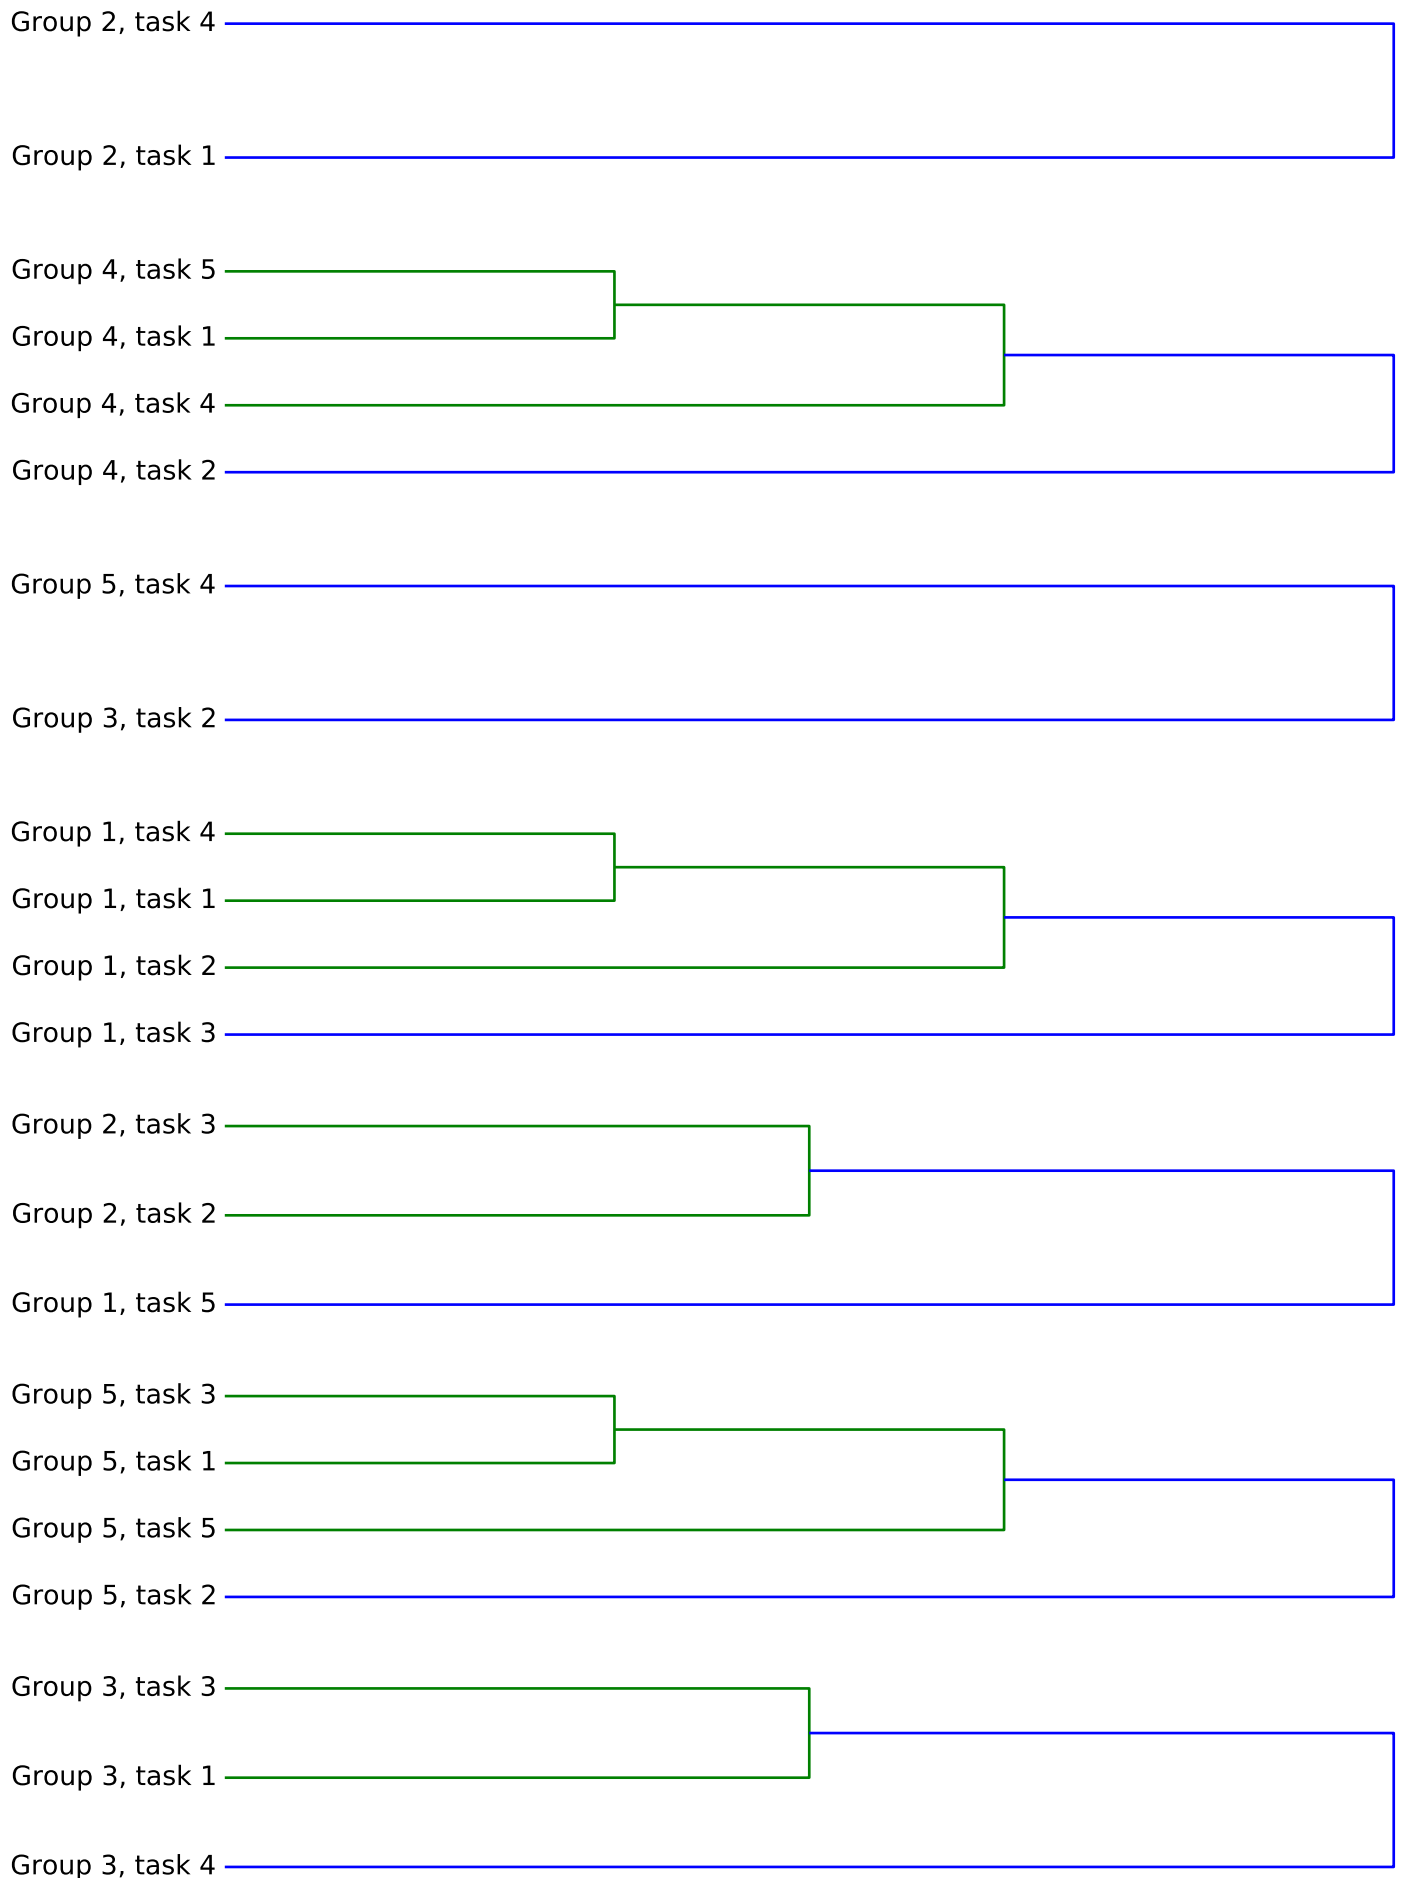 Group 2, task 4
Group 2, task 1
Group 4, task 5
Group 4, task 1
Group 4, task 4
Group 4, task 2
Group 5, task 4
Group 3, task 2
Group 1, task 4
Group 1, task 1
Group 1, task 2
Group 1, task 3
Group 2, task 3
Group 2, task 2
Group 1, task 5
Group 5, task 3
Group 5, task 1
Group 5, task 5
Group 5, task 2
Group 3, task 3
Group 3, task 1
Group 3, task 4